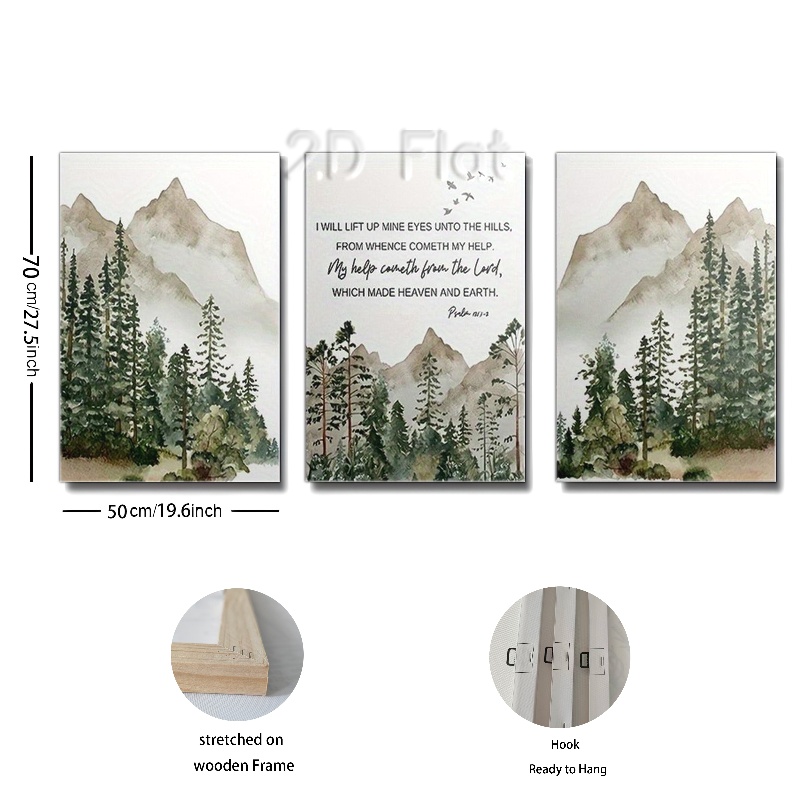 2D Flat
I WILL LIFT UP MINE EYES UNTO THE HILLS,
FROM WHENCE COMETH MY HELP.
My help cometh from the Lord,
WHICH MADE HEAVEN AND EARTH.
Psalm
70cm/27.5inch
50cm/19.6inch
stretched on
wooden Frame
Hook
Ready to Hang